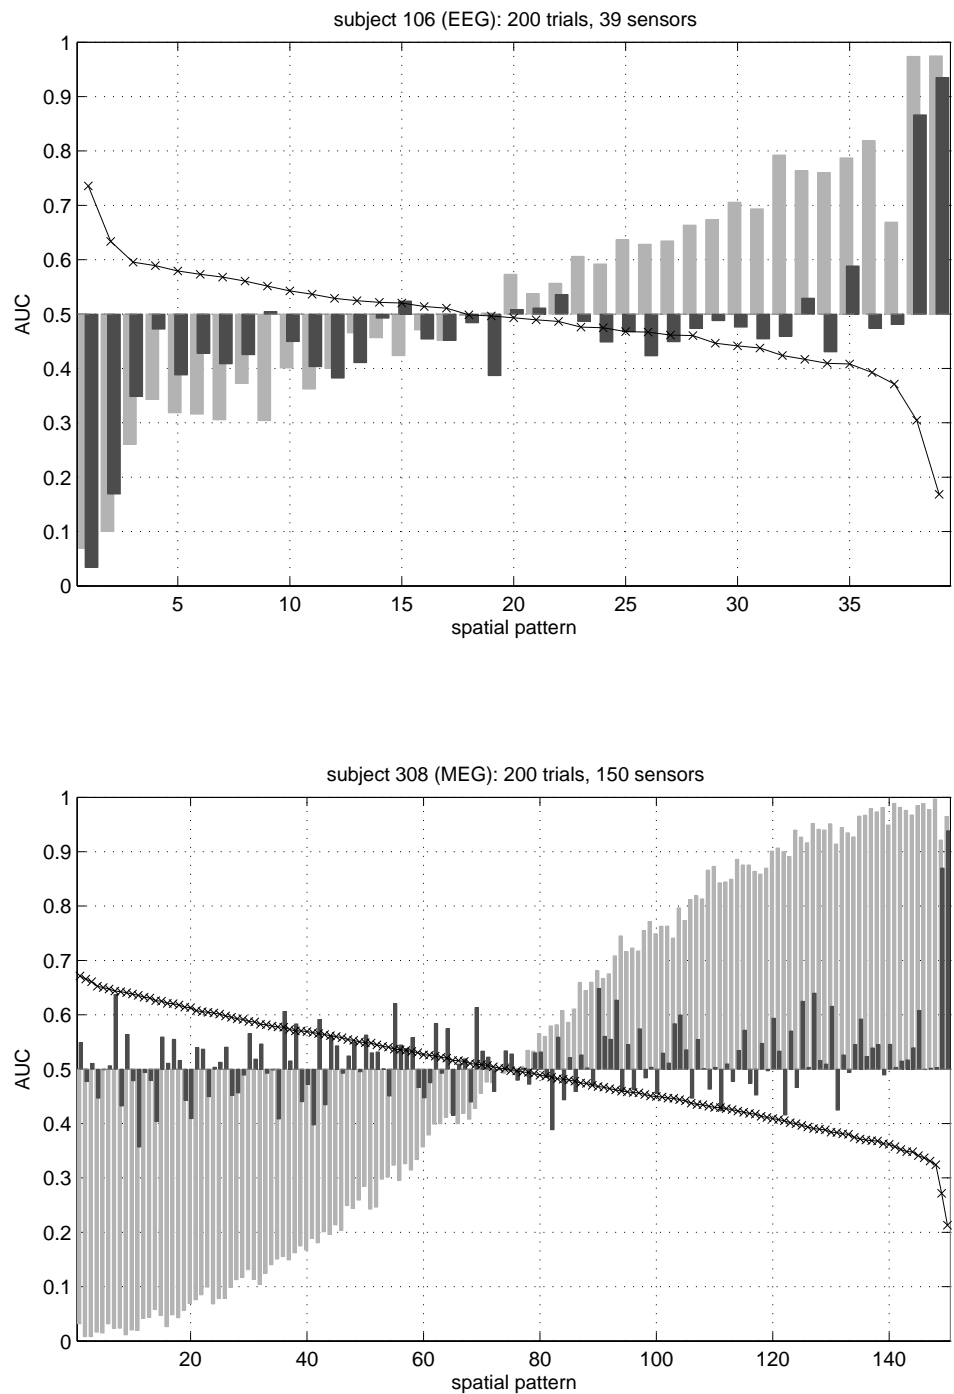 subject 106 (EEG): 200 trials, 39 sensors
1
0.9
0.8
0.7
0.6
0.5
0.4
0.3
0.2
0.1
0
AUC
5 10 15 20 25 30 35
spatial pattern
subject 308 (MEG): 200 trials, 150 sensors
1
0.9
0.8
0.7
0.6
0.5
0.4
0.3
0.2
0.1
0
AUC
20 40 60 80 100 120 140
spatial pattern